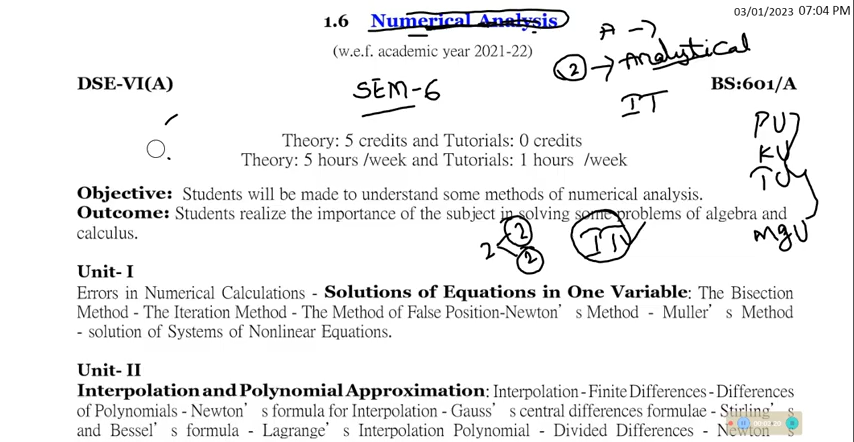 03/01/2023 07:04 PM
1.6 Numerical Analysis
(w.e.f. academic year 2021-22)
A →
② → Analytical
DSE-VI(A)
SEM-6
BS:601/A
IT
PU
KU
TU
MGU
Theory: 5 credits and Tutorials: 0 credits
Theory: 5 hours /week and Tutorials: 1 hours /week
Objective: Students will be made to understand some methods of numerical analysis.
Outcome: Students realize the importance of the subject in solving some problems of algebra and
calculus.
2 < ②
②
Unit- I
Errors in Numerical Calculations - Solutions of Equations in One Variable: The Bisection
Method - The Iteration Method - The Method of False Position-Newton’ s Method - Muller’ s Method
- solution of Systems of Nonlinear Equations.
Unit- II
Interpolation and Polynomial Approximation: Interpolation - Finite Differences - Differences
of Polynomials - Newton’ s formula for Interpolation - Gauss’ s central differences formulae - Stirling’ s
and Bessel’ s formula - Lagrange’ s Interpolation Polynomial - Divided Differences - Newton’ s